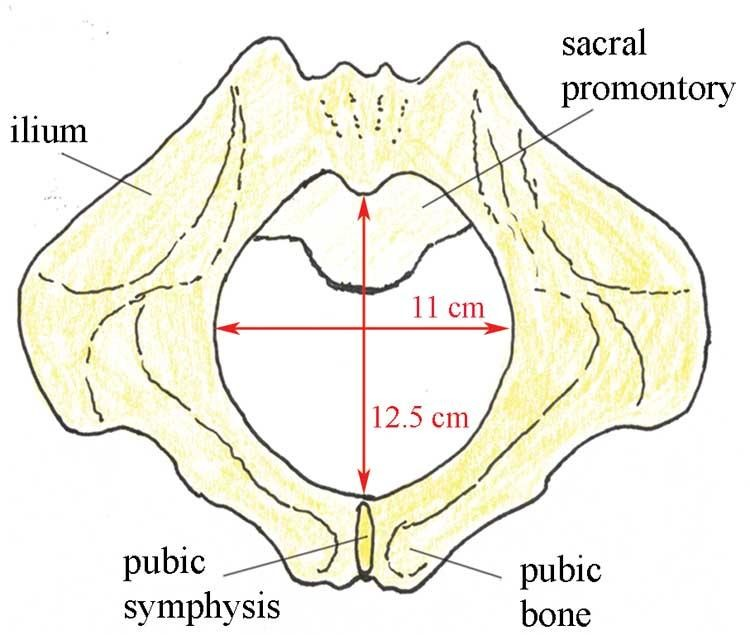 sacral
promontory
ilium
11 cm
12.5 cm
pubic
symphysis
pubic
bone